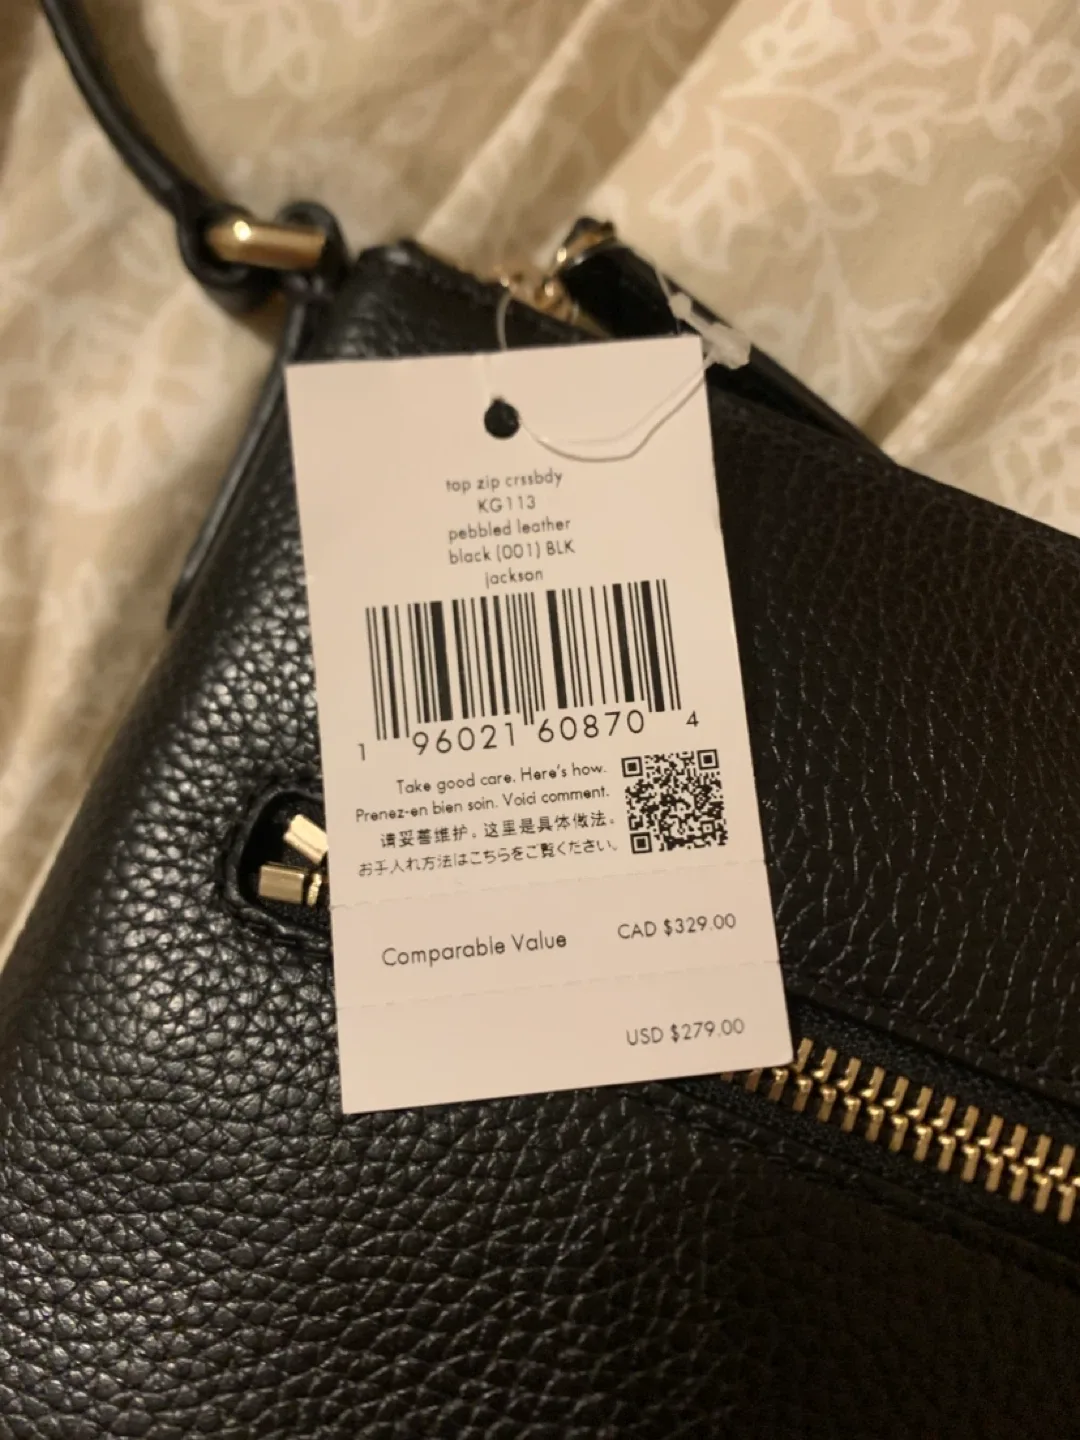 top zip crssbdy
KG113
pebbled leather
black (001) BLK
jackson
1 96021 60870 4
Take good care. Here's how.
Prenez-en bien soin. Voici comment.
请妥善维护。这里是具体做法。
お手入れ方法はこちらをご覧ください。
Comparable Value CAD $329.00
USD $279.00